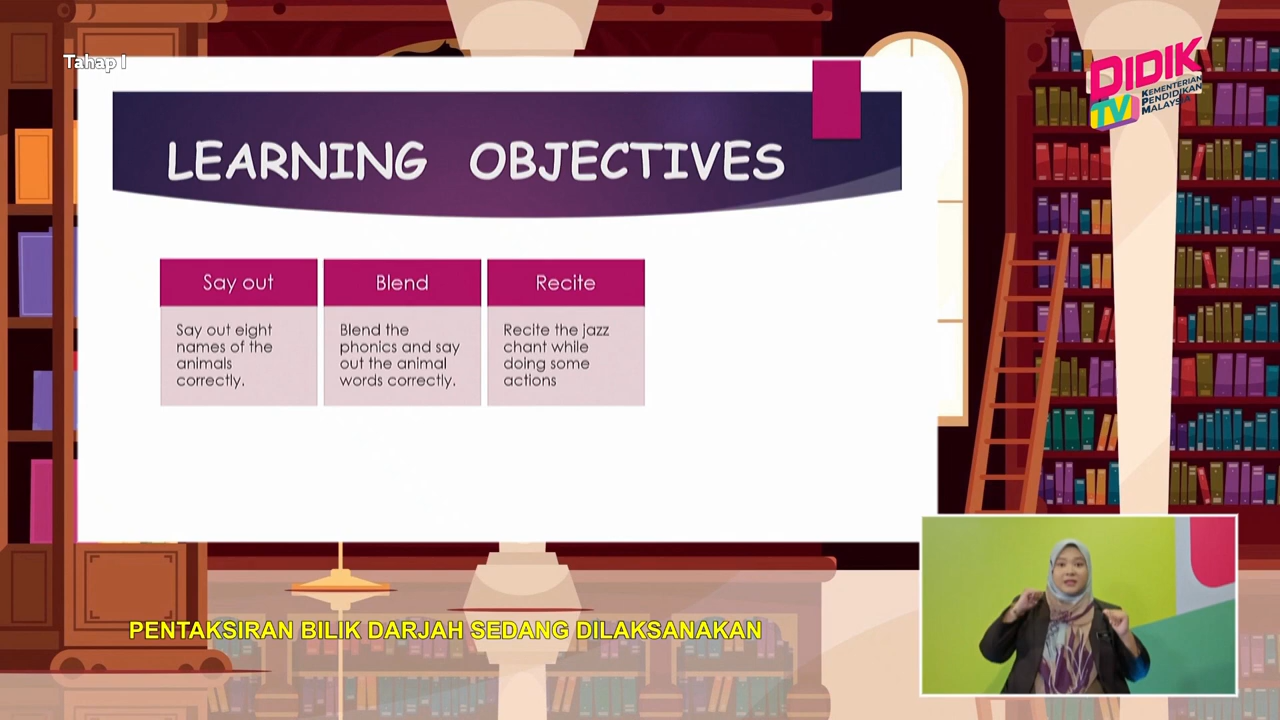 Tahap I
DIDIK
TV
KEMENTERIAN
PENDIDIKAN
MALAYSIA
LEARNING OBJECTIVES
Say out
Say out eight
names of the
animals
correctly.
Blend
Blend the
phonics and say
out the animal
words correctly.
Recite
Recite the jazz
chant while
doing some
actions
PENTAKSIRAN BILIK DARJAH SEDANG DILAKSANAKAN